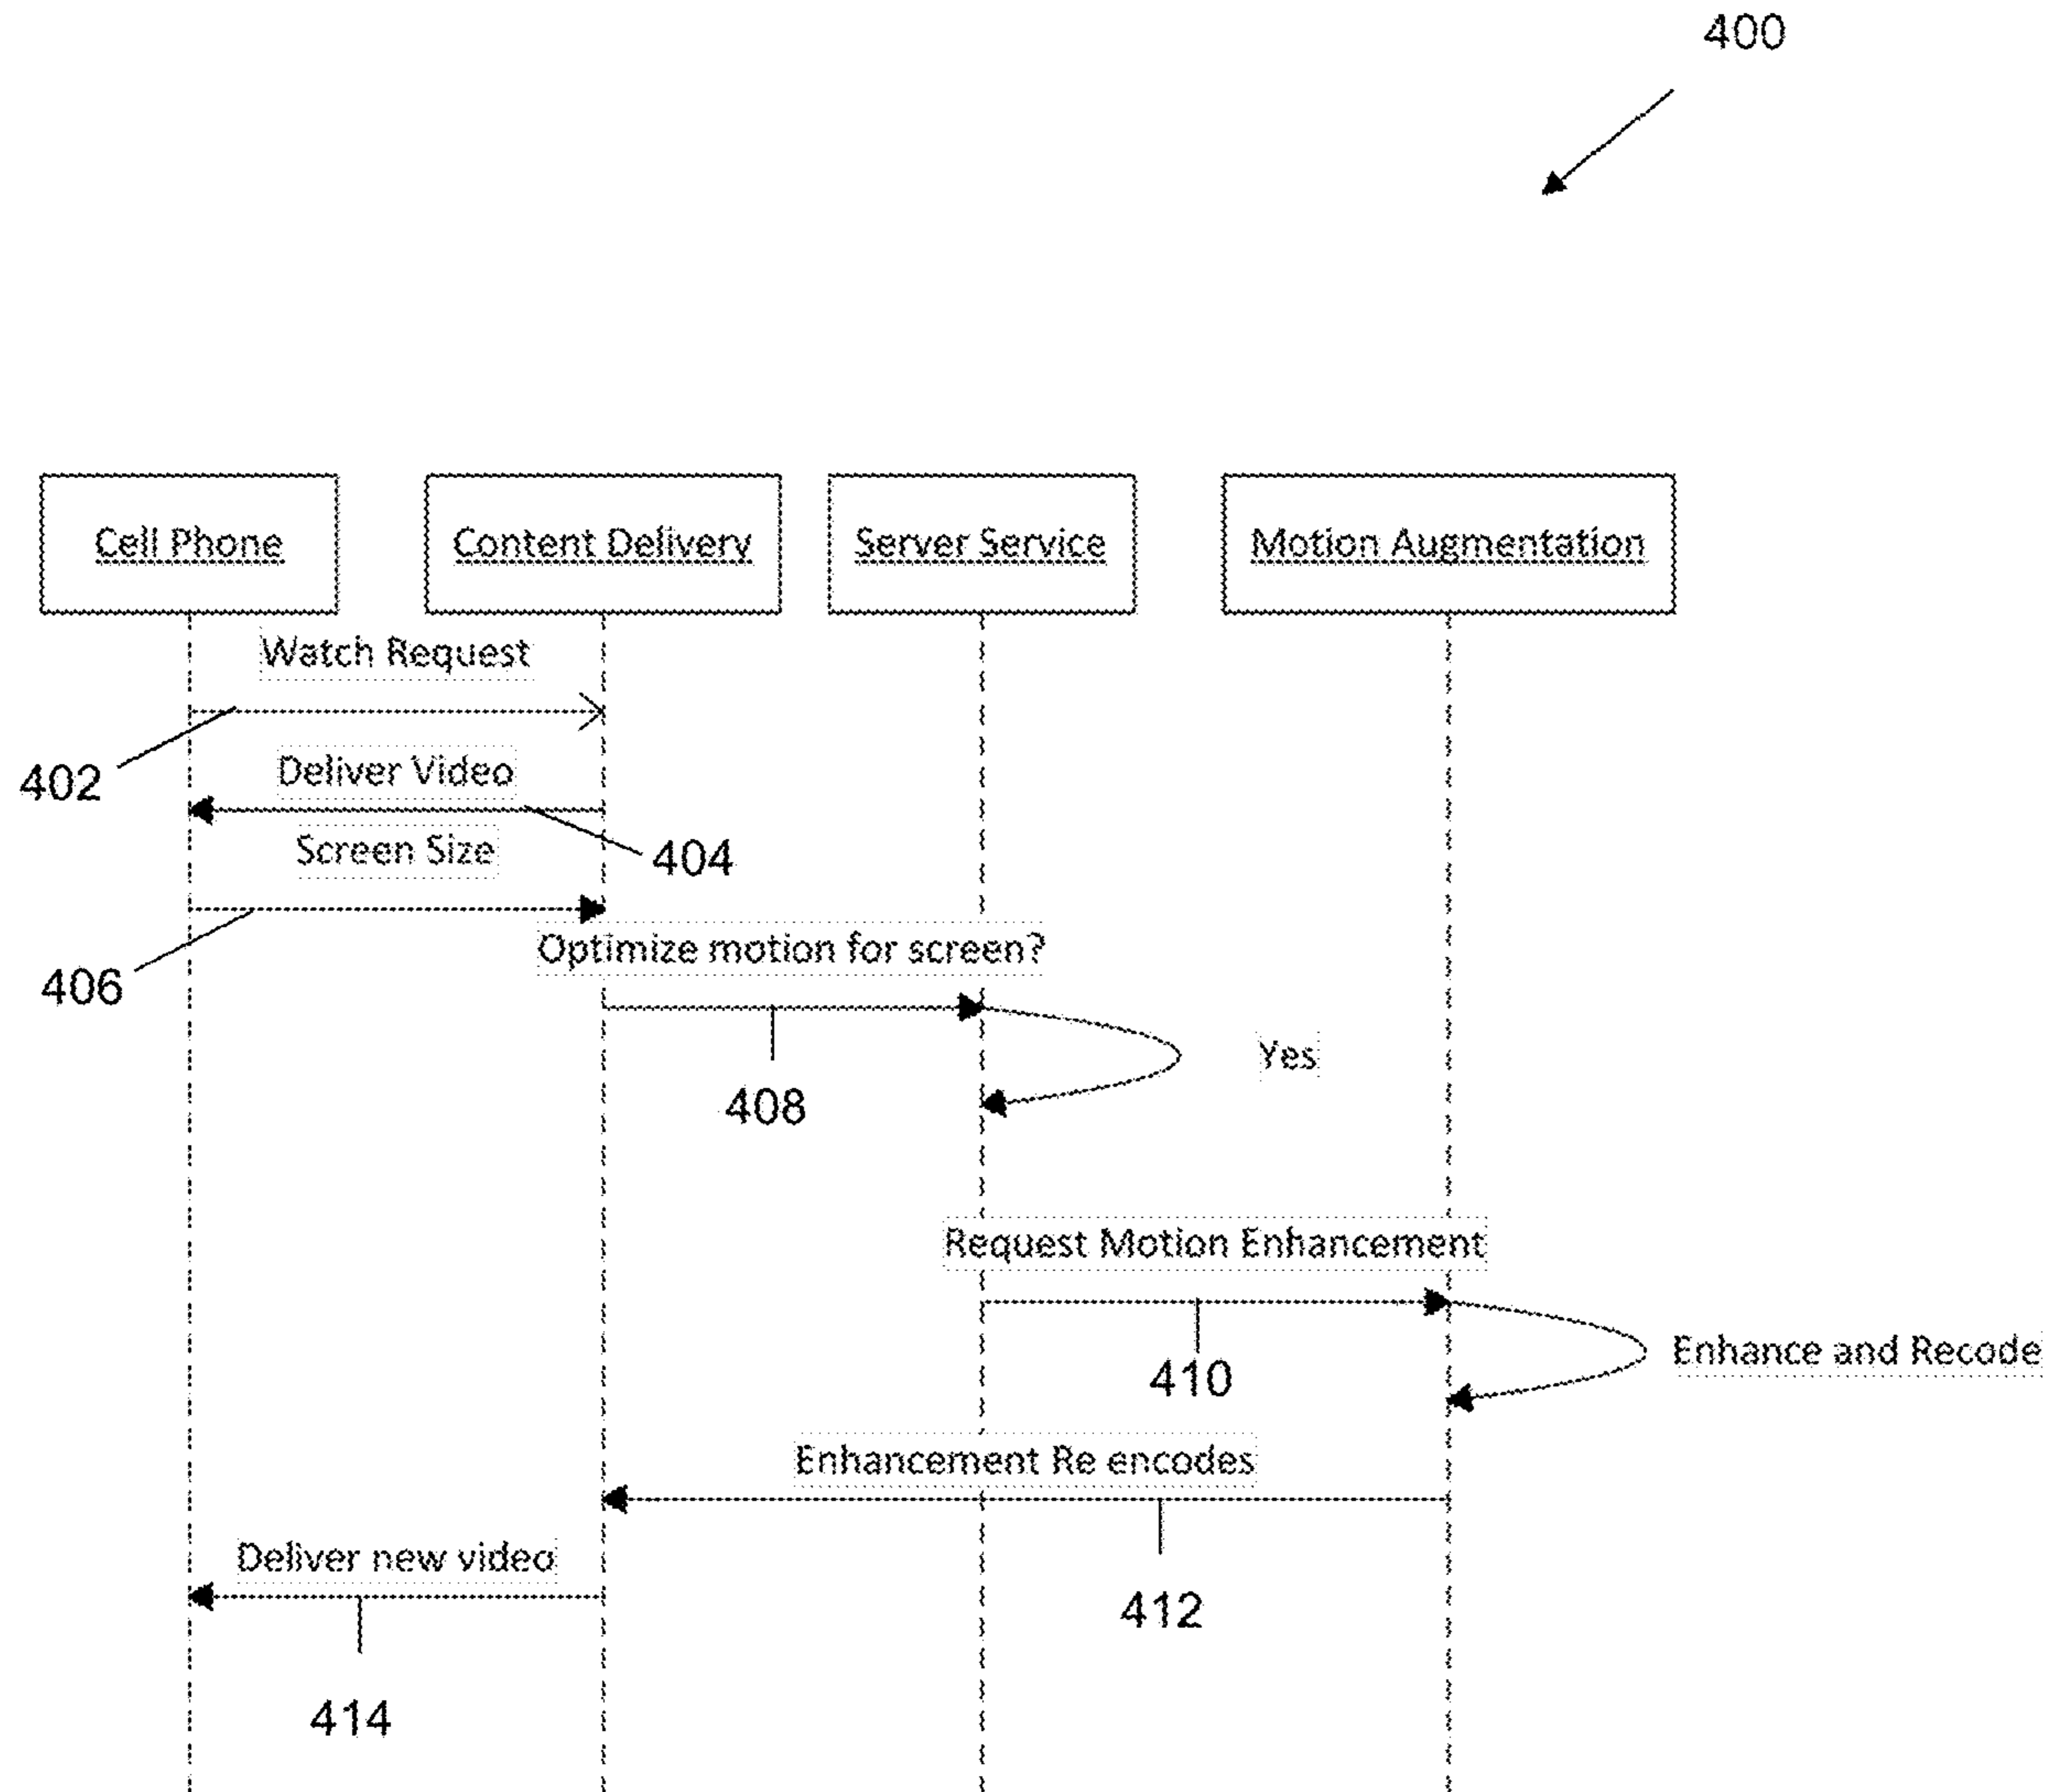 400
Cell Phone
Content Delivery
Server Service
Motion Augmentation
Watch Request
402
Deliver Video
404
Screen Size
406
Optimize motion for screen?
408
Yes
Request Motion Enhancement
410
Enhance and Recode
Enhancement Re encodes
412
Deliver new video
414